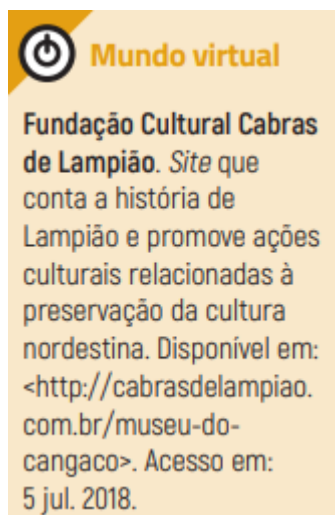 Mundo virtual
Fundação Cultural Cabras
de Lampião. Site que
conta a história de
Lampião e promove ações
culturais relacionadas à
preservação da cultura
nordestina. Disponível em:
<http://cabrasdelampiao.
com.br/museu-do-
cangaco>. Acesso em:
5 jul. 2018.